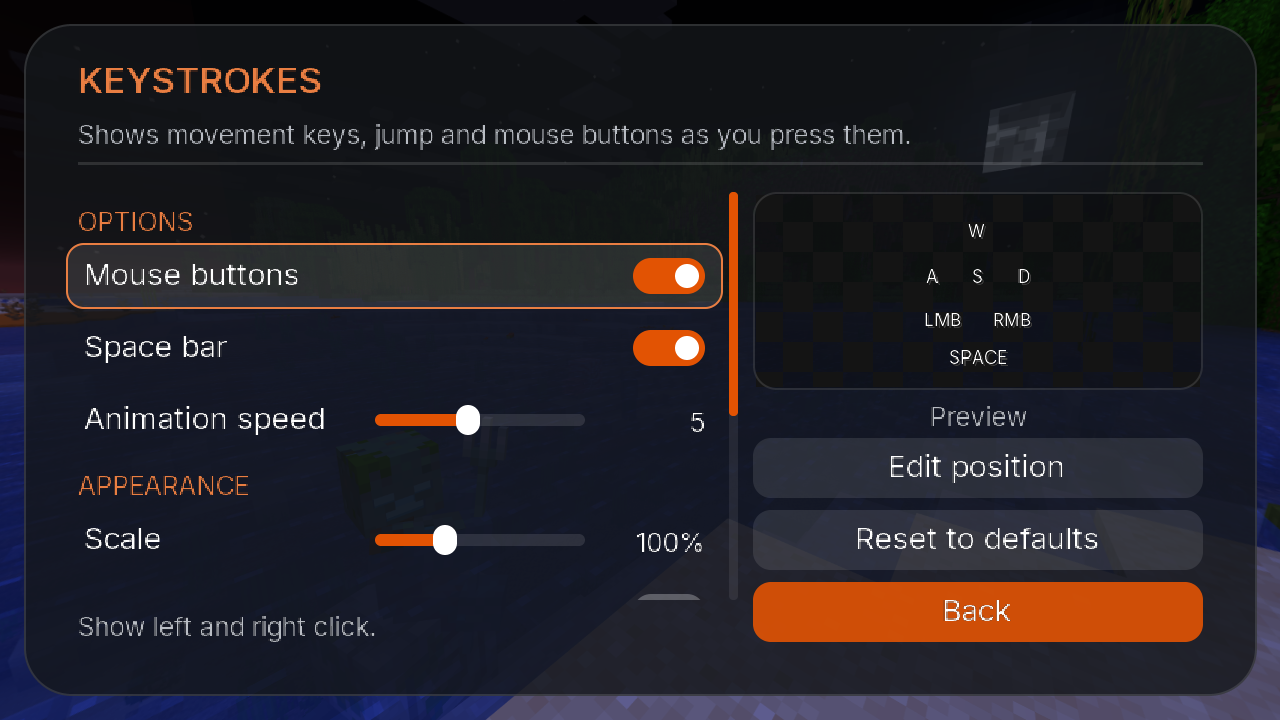 KEYSTROKES
Shows movement keys, jump and mouse buttons as you press them.
OPTIONS
Mouse buttons
Space bar
Animation speed 5
APPEARANCE
Scale 100%
Show left and right click.
W
A S D
LMB RMB
SPACE
Preview
Edit position
Reset to defaults
Back